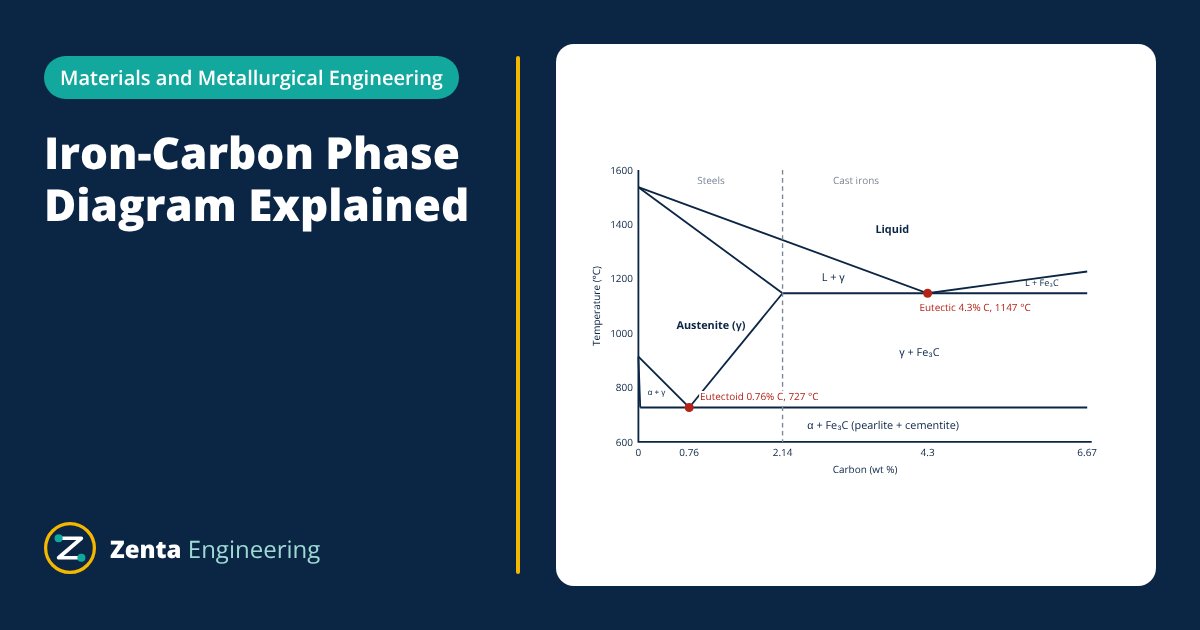 Materials and Metallurgical Engineering
Iron-Carbon Phase
Diagram Explained
Zenta Engineering
1600
1400
1200
1000
800
600
Temperature (°C)
Steels
Cast irons
Liquid
L + γ
L + Fe₃C
Eutectic 4.3% C, 1147 °C
Austenite (γ)
γ + Fe₃C
α + γ
Eutectoid 0.76% C, 727 °C
α + Fe₃C (pearlite + cementite)
0 0.76 2.14 4.3 6.67
Carbon (wt %)